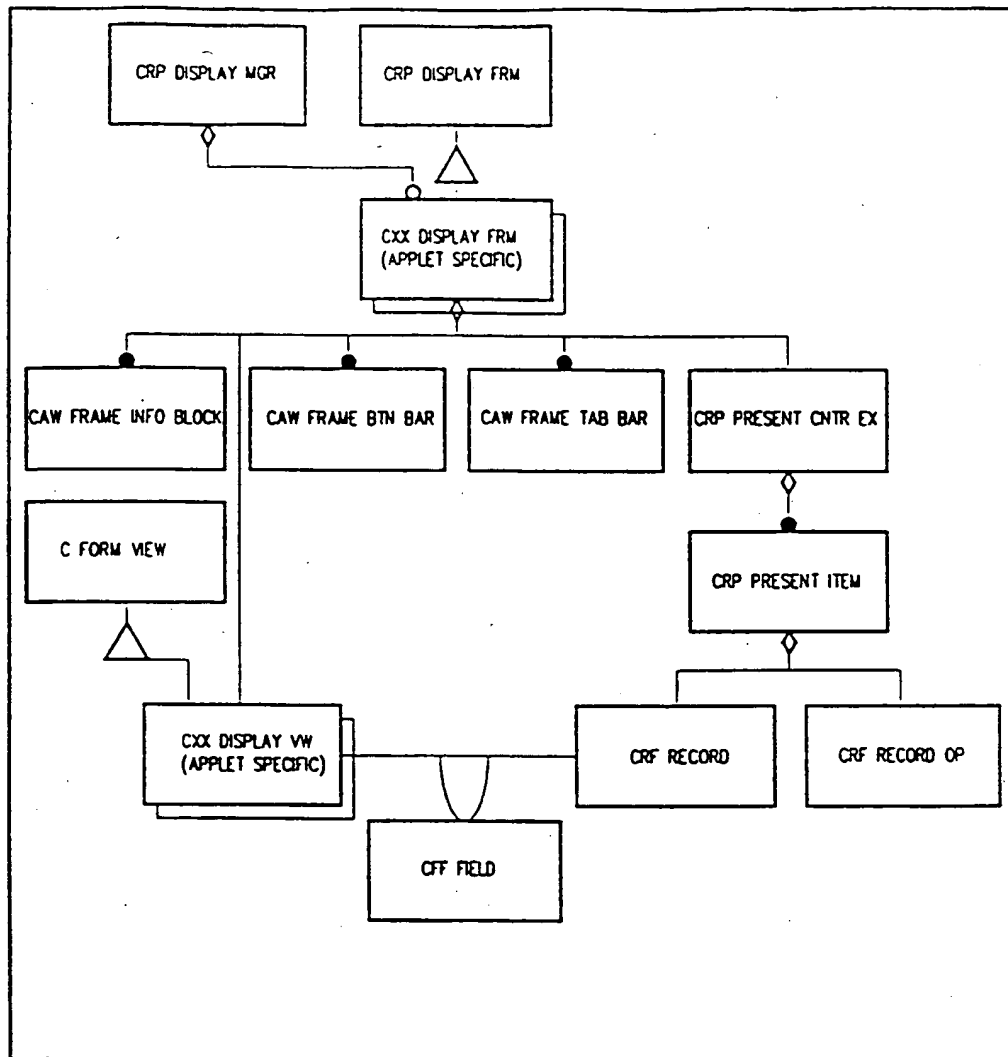 CRP DISPLAY MGR
CRP DISPLAY FRM
CXX DISPLAY FRM
(APPLET SPECIFIC)
CAW FRAME INFO BLOCK
CAW FRAME BTN BAR
CAW FRAME TAB BAR
CRP PRESENT CNTR EX
C FORM VIEW
CRP PRESENT ITEM
CXX DISPLAY VW
(APPLET SPECIFIC)
CRF RECORD
CRF RECORD OP
CFF FIELD